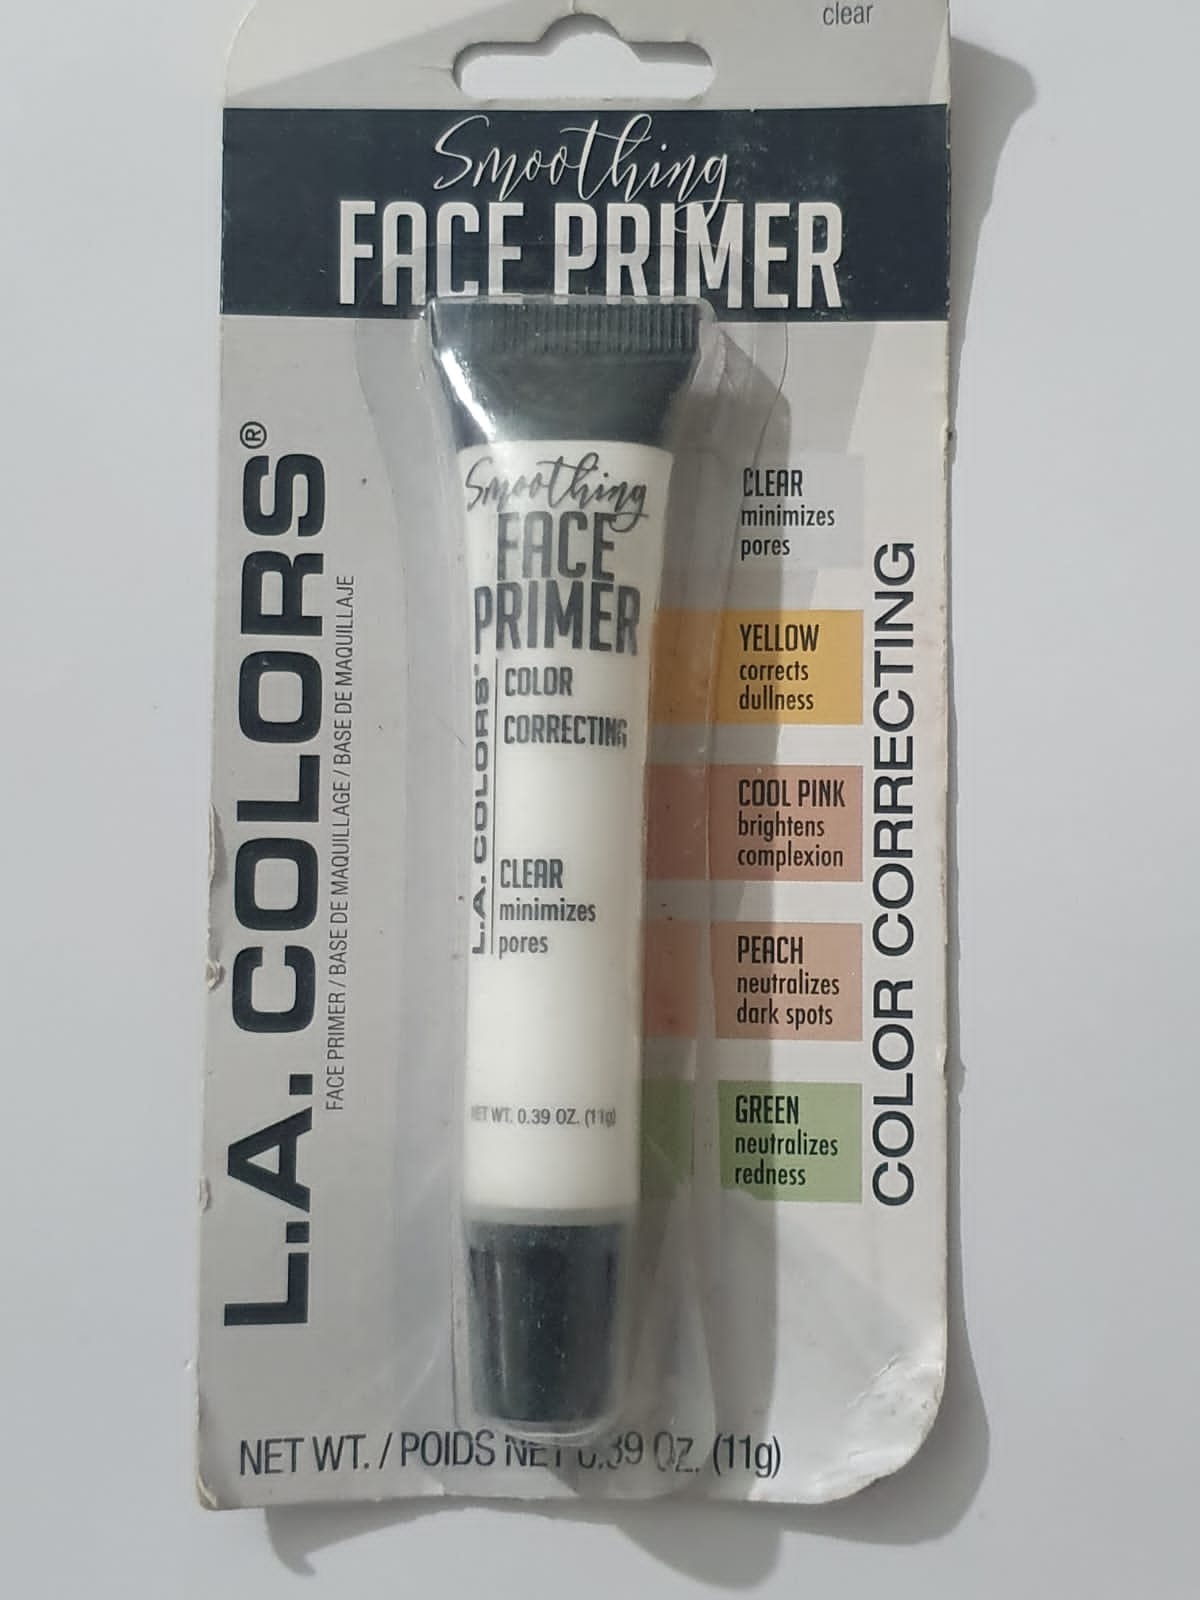 clear
Smoothing
FACE PRIMER
L.A. COLORS®
FACE PRIMER / BASE DE MAQUILLAGE / BASE DE MAQUILLAJE
Smoothing
FACE
PRIMER
L.A. COLORS
COLOR
CORRECTING
CLEAR
minimizes
pores
NET WT. 0.39 OZ. (11g)
CLEAR
minimizes
pores
YELLOW
corrects
dullness
COOL PINK
brightens
complexion
PEACH
neutralizes
dark spots
GREEN
neutralizes
redness
COLOR CORRECTING
NET WT. / POIDS NET 0.39 OZ. (11g)